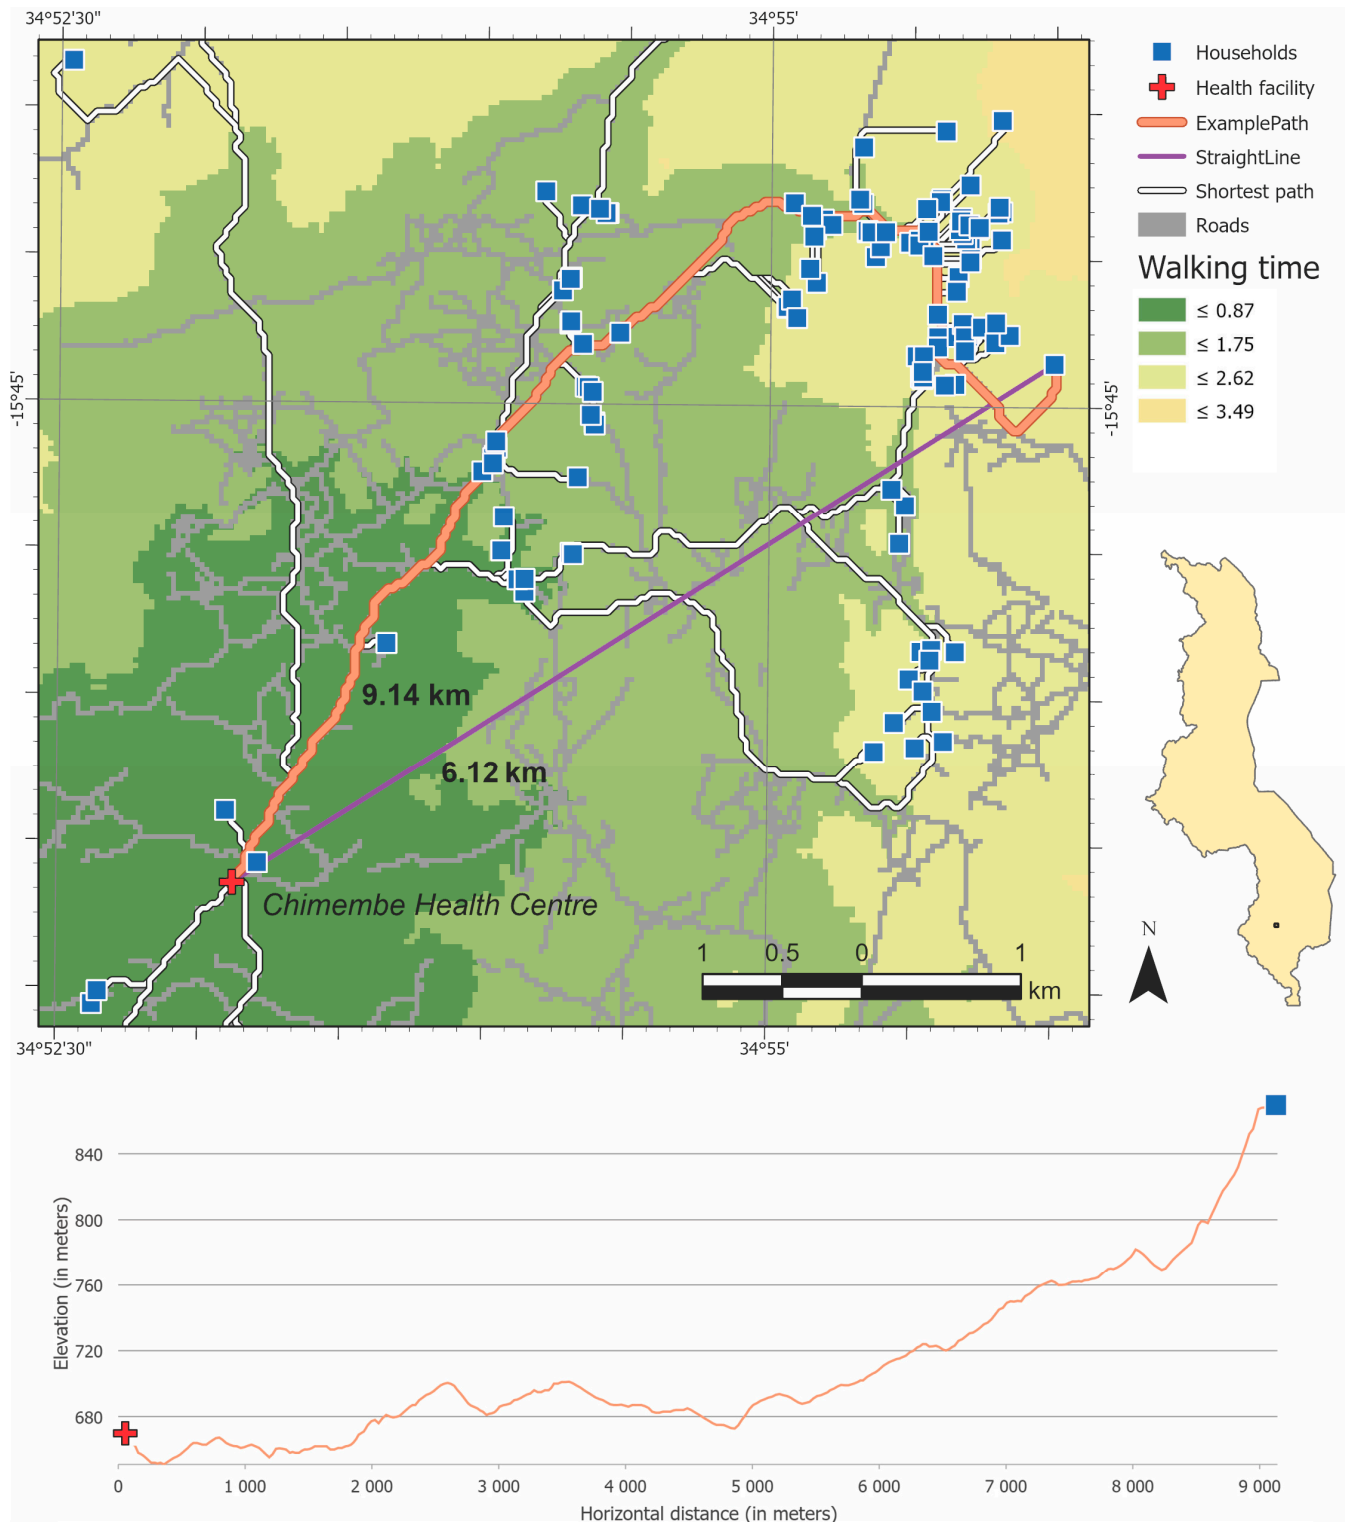 34°52'30"
34°55'
Households
Health facility
ExamplePath
StraightLine
Shortest path
Roads
Walking time
≤ 0.87
≤ 1.75
≤ 2.62
≤ 3.49
-15°45'
-15°45'
9.14 km
6.12 km
Chimembe Health Centre
1 0.5 0 1
km
N
34°52'30"
34°55'
840
800
760
720
680
Elevation (in meters)
0 1 000 2 000 3 000 4 000 5 000 6 000 7 000 8 000 9 000
Horizontal distance (in meters)